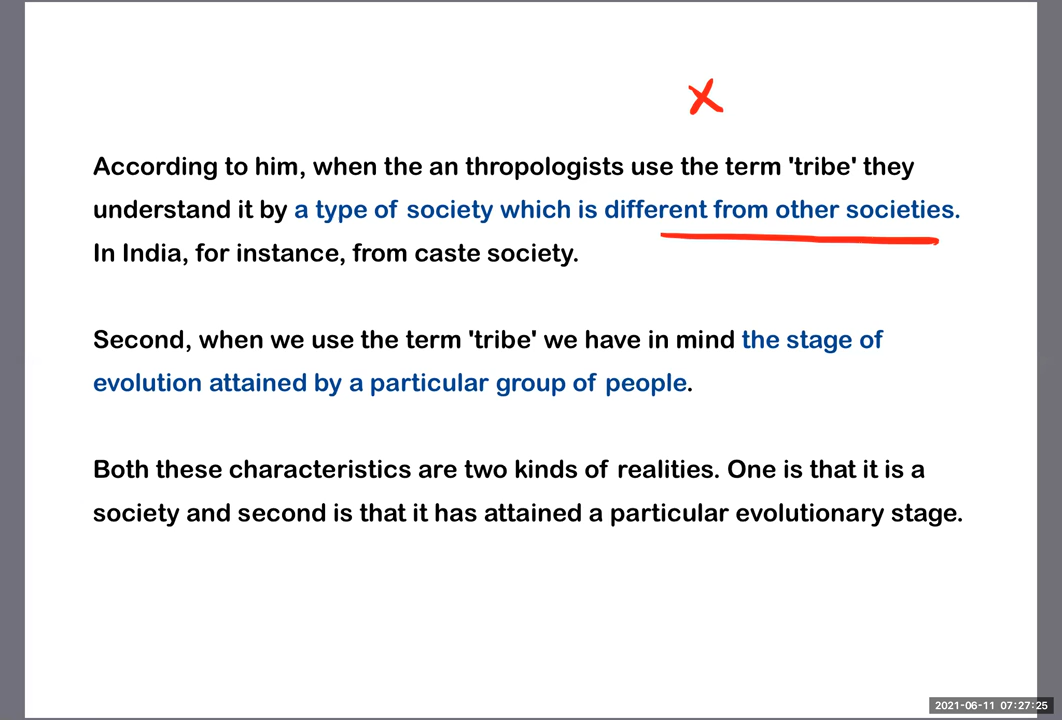 According to him, when the an thropologists use the term 'tribe' they
understand it by a type of society which is different from other societies.
In India, for instance, from caste society.
Second, when we use the term 'tribe' we have in mind the stage of
evolution attained by a particular group of people.
Both these characteristics are two kinds of realities. One is that it is a
society and second is that it has attained a particular evolutionary stage.
2021-06-11 07:27:25